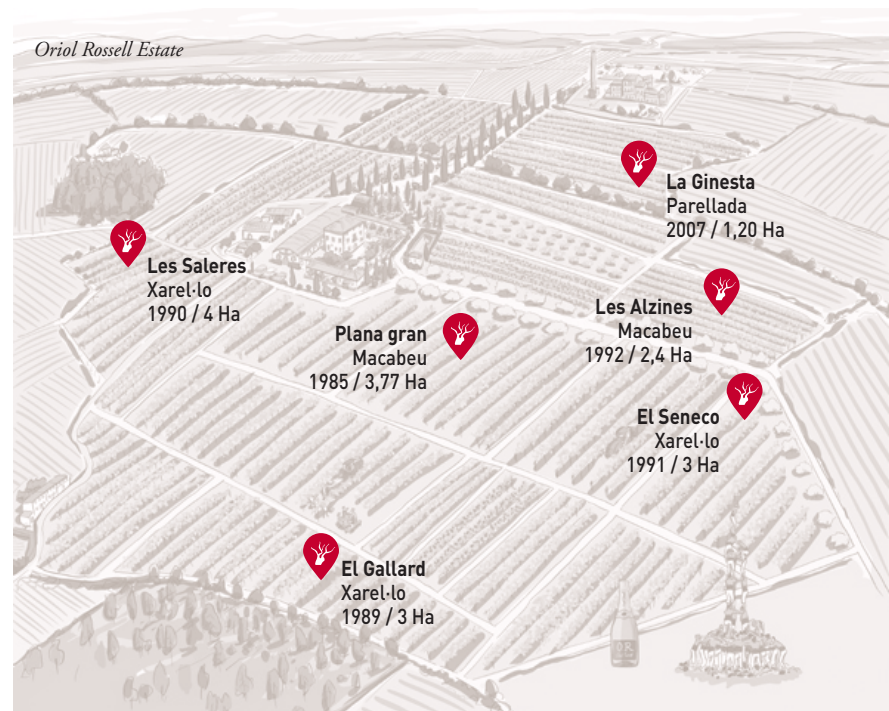 Oriol Rossell Estate
La Ginesta
Parellada
2007 / 1,20 Ha
Les Saleres
Xarel·lo
1990 / 4 Ha
Les Alzines
Macabeu
1992 / 2,4 Ha
Plana gran
Macabeu
1985 / 3,77 Ha
El Seneco
Xarel·lo
1991 / 3 Ha
El Gallard
Xarel·lo
1989 / 3 Ha
O·R